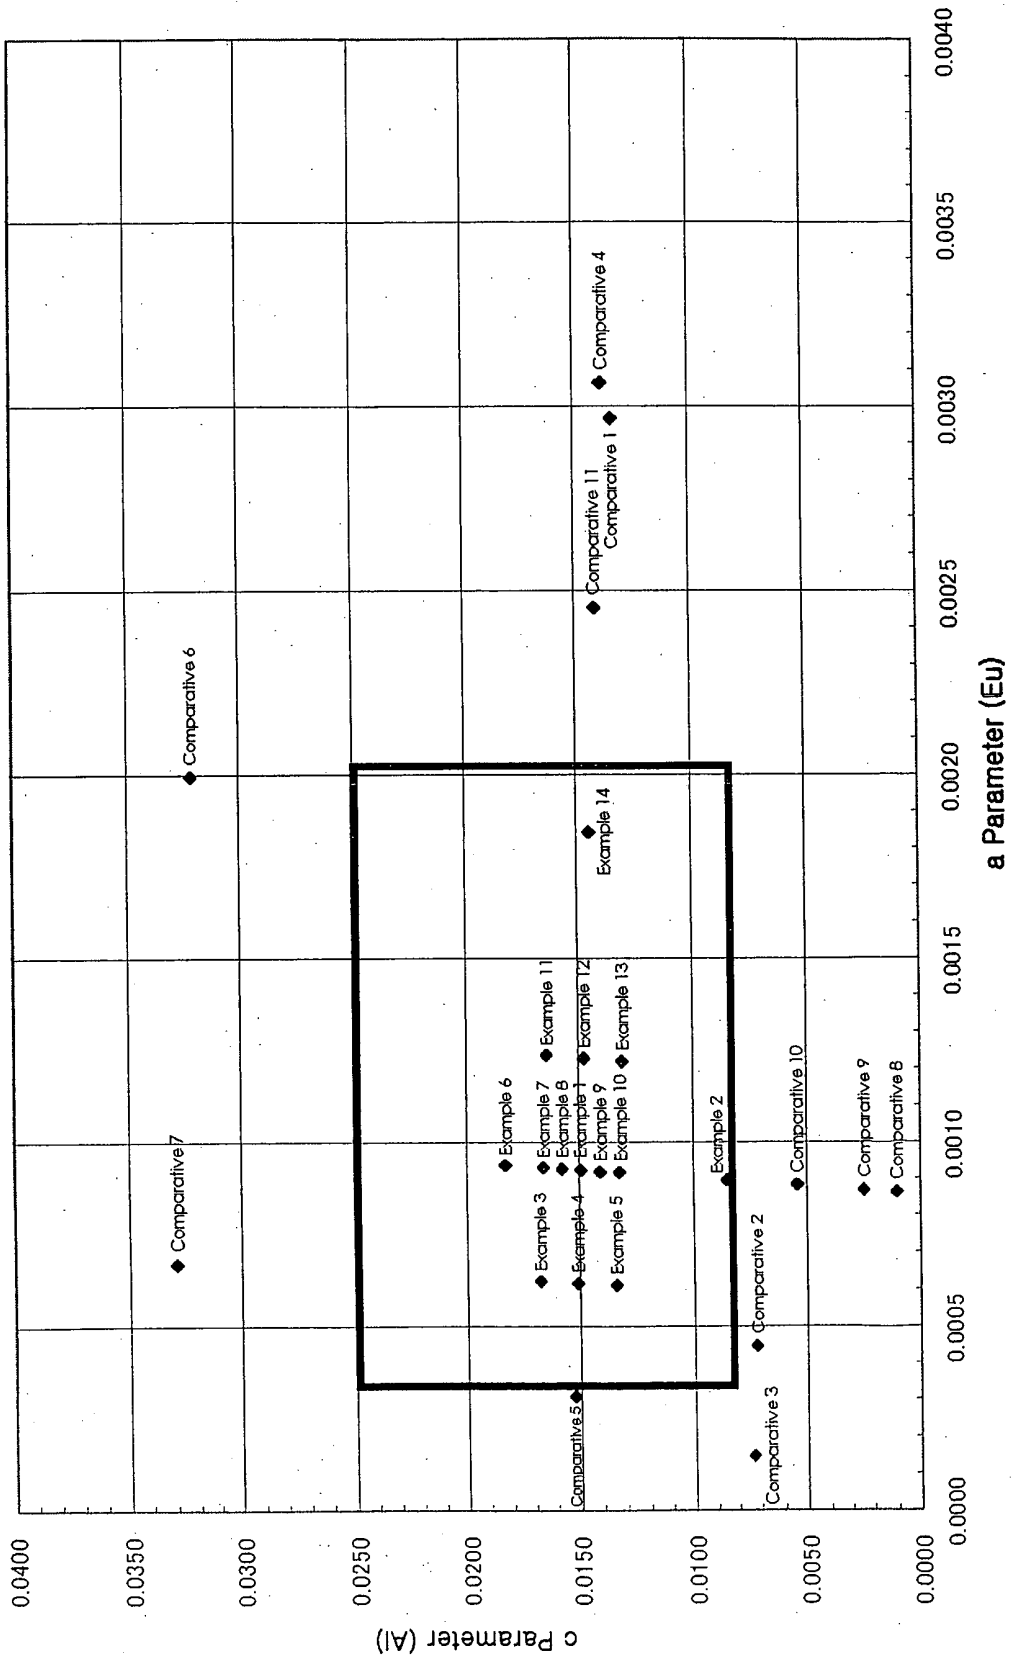 c Parameter (Al)
0.0400
0.0350
0.0300
0.0250
0.0200
0.0150
0.0100
0.0050
0.0000
Comparative 7
Comparative 6
Example 6
Example 3
Example 7
Example 11
Example 8
Example 4
Example 1
Example 12
Example 9
Example 5
Example 10
Example 13
Example 14
Comparative 5
Comparative 11
Comparative 4
Comparative 1
Example 2
Comparative 3
Comparative 2
Comparative 10
Comparative 9
Comparative 8
0.0000
0.0005
0.0010
0.0015
0.0020
0.0025
0.0030
0.0035
0.0040
a Parameter (Eu)